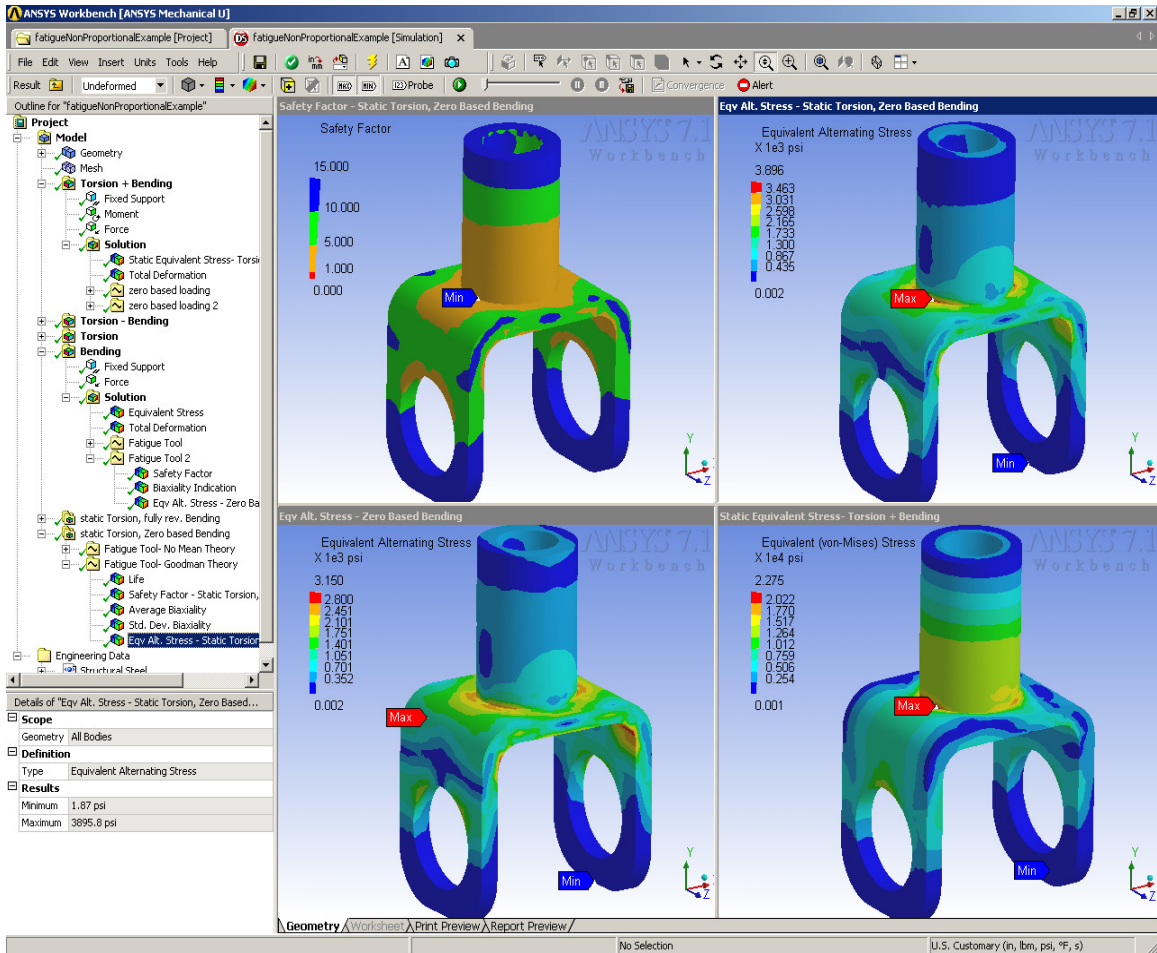 ANSYS Workbench [ANSYS Mechanical U]
fatigueNonProportionalExample [Project]
fatigueNonProportionalExample [Simulation]
File Edit View Insert Units Tools Help
Result
Undeformed
MAX
MIN
Probe
Convergence
Alert
Outline for "fatigueNonProportionalExample"
Project
Model
Geometry
Mesh
Torsion + Bending
Fixed Support
Moment
Force
Solution
Static Equivalent Stress- Torsi
Total Deformation
zero based loading
zero based loading 2
Torsion - Bending
Torsion
Bending
Fixed Support
Force
Solution
Equivalent Stress
Total Deformation
Fatigue Tool
Fatigue Tool 2
Safety Factor
Biaxiality Indication
Eqv Alt. Stress - Zero Ba
static Torsion, fully rev. Bending
static Torsion, Zero based Bending
Fatigue Tool- No Mean Theory
Fatigue Tool- Goodman Theory
Life
Safety Factor - Static Torsion,
Average Biaxiality
Std. Dev. Biaxiality
Eqv Alt. Stress - Static Torsion
Engineering Data
Structural Steel
Details of "Eqv Alt. Stress - Static Torsion, Zero Based...
Scope
Geometry All Bodies
Definition
Type Equivalent Alternating Stress
Results
Minimum 1.87 psi
Maximum 3895.8 psi
Safety Factor - Static Torsion, Zero Based Bending
Safety Factor
15.000
10.000
5.000
1.000
0.000
Min
ANSYS 7.1
Workbench
Y
Z
Eqv Alt. Stress - Static Torsion, Zero Based Bending
Equivalent Alternating Stress
X 1e3 psi
3.896
3.463
3.031
2.598
2.165
1.733
1.300
0.867
0.435
0.002
Max
Min
ANSYS 7.1
Workbench
Y
Z
Eqv Alt. Stress - Zero Based Bending
Equivalent Alternating Stress
X 1e3 psi
3.150
2.800
2.451
2.101
1.751
1.401
1.051
0.701
0.352
0.002
Max
Min
ANSYS 7.1
Workbench
Y
Z
Static Equivalent Stress- Torsion + Bending
Equivalent (von-Mises) Stress
X 1e4 psi
2.275
2.022
1.770
1.517
1.264
1.012
0.759
0.506
0.254
0.001
Max
Min
ANSYS 7.1
Workbench
Y
Z
Geometry Worksheet Print Preview Report Preview
No Selection
U.S. Customary (in, lbm, psi, °F, s)